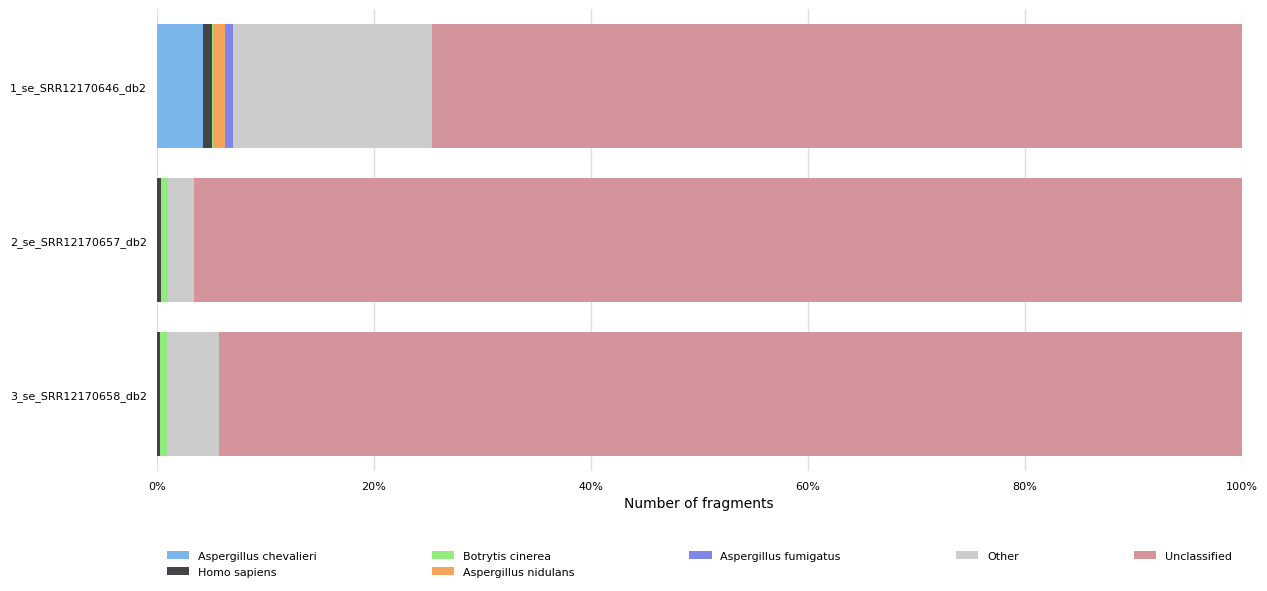 1_se_SRR12170646_db2
2_se_SRR12170657_db2
3_se_SRR12170658_db2
0% 20% 40% 60% 80% 100%
Number of fragments
Aspergillus chevalieri Botrytis cinerea Aspergillus fumigatus Other Unclassified
Homo sapiens Aspergillus nidulans